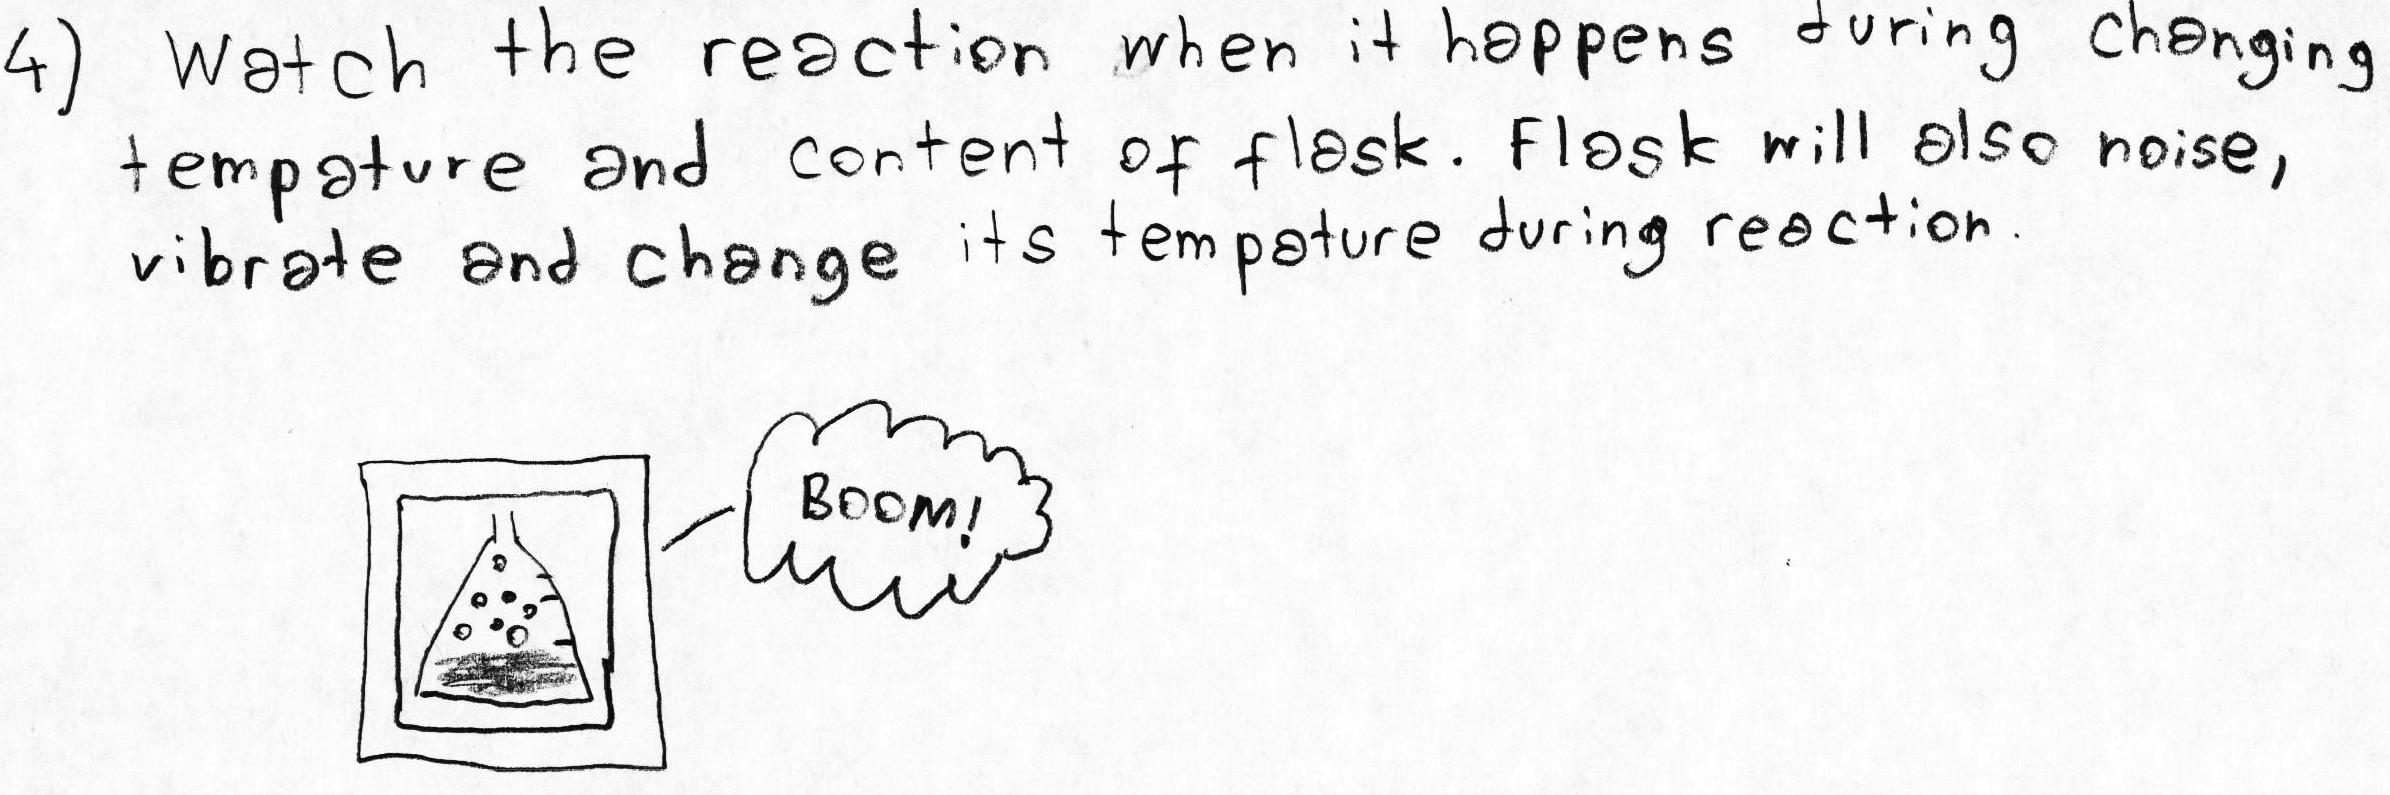 4) Watch the reaction when it happens during changing
tempature and content of flask. Flask will also noise,
vibrate and change its tempature during reaction.
BOOM!